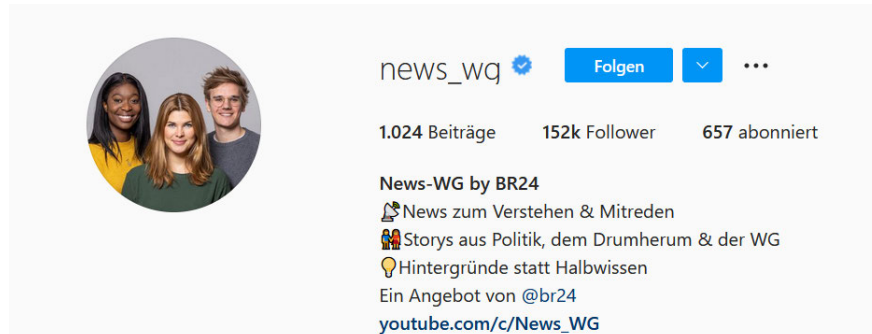 news_wg
Folgen
1.024 Beiträge 152k Follower 657 abonniert
News-WG by BR24
📡News zum Verstehen & Mitreden
👫Storys aus Politik, dem Drumherum & der WG
💡Hintergründe statt Halbwissen
Ein Angebot von @br24
youtube.com/c/News_WG